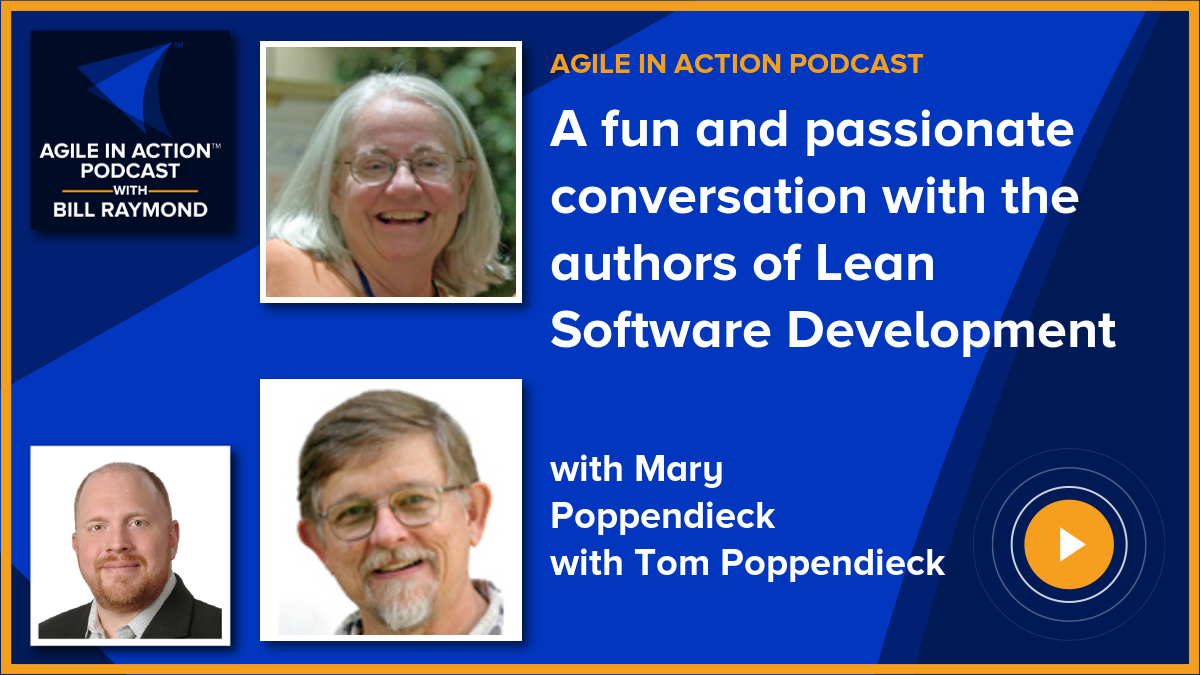 AGILE IN ACTION™
PODCAST
WITH
BILL RAYMOND
TM
AGILE IN ACTION PODCAST
A fun and passionate
conversation with the
authors of Lean
Software Development
with Mary
Poppendieck
with Tom Poppendieck